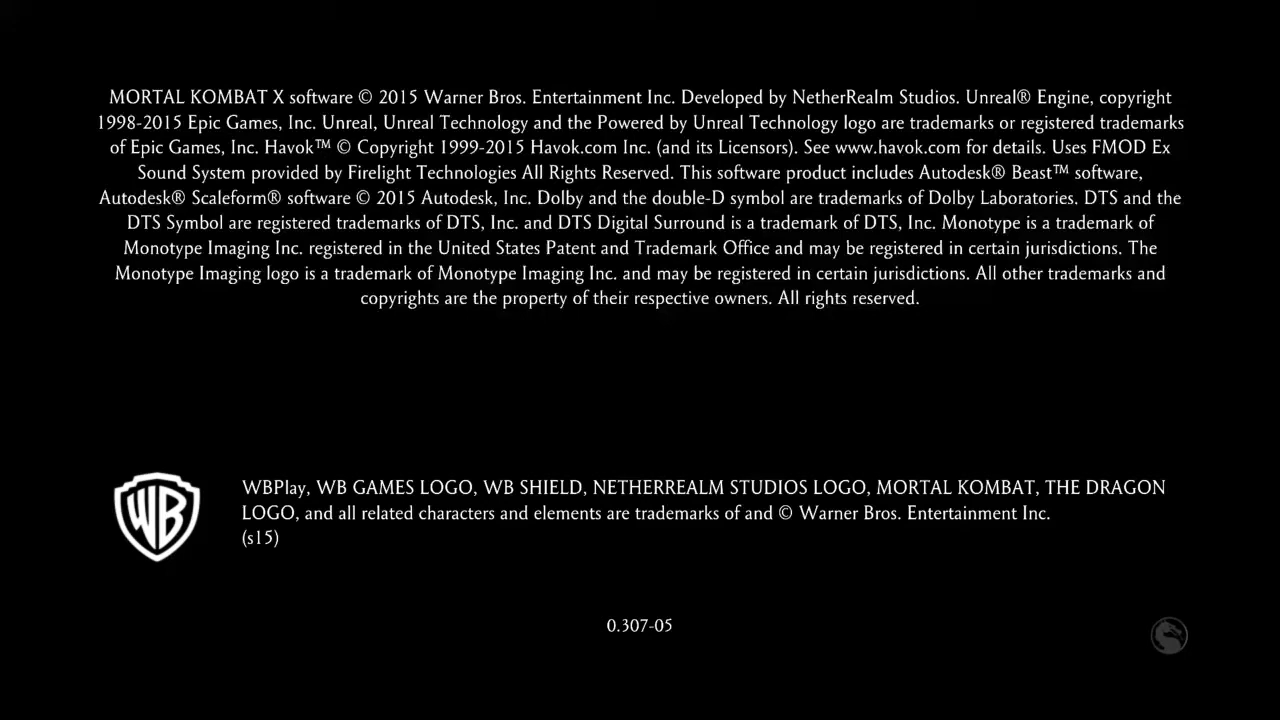 MORTAL KOMBAT X software © 2015 Warner Bros. Entertainment Inc. Developed by NetherRealm Studios. Unreal® Engine, copyright
1998-2015 Epic Games, Inc. Unreal, Unreal Technology and the Powered by Unreal Technology logo are trademarks or registered trademarks
of Epic Games, Inc. Havok™ © Copyright 1999-2015 Havok.com Inc. (and its Licensors). See www.havok.com for details. Uses FMOD Ex
Sound System provided by Firelight Technologies All Rights Reserved. This software product includes Autodesk® Beast™ software,
Autodesk® Scaleform® software © 2015 Autodesk, Inc. Dolby and the double-D symbol are trademarks of Dolby Laboratories. DTS and the
DTS Symbol are registered trademarks of DTS, Inc. and DTS Digital Surround is a trademark of DTS, Inc. Monotype is a trademark of
Monotype Imaging Inc. registered in the United States Patent and Trademark Office and may be registered in certain jurisdictions. The
Monotype Imaging logo is a trademark of Monotype Imaging Inc. and may be registered in certain jurisdictions. All other trademarks and
copyrights are the property of their respective owners. All rights reserved.
WB
WBPlay, WB GAMES LOGO, WB SHIELD, NETHERREALM STUDIOS LOGO, MORTAL KOMBAT, THE DRAGON
LOGO, and all related characters and elements are trademarks of and © Warner Bros. Entertainment Inc.
(s15)
0.307-05